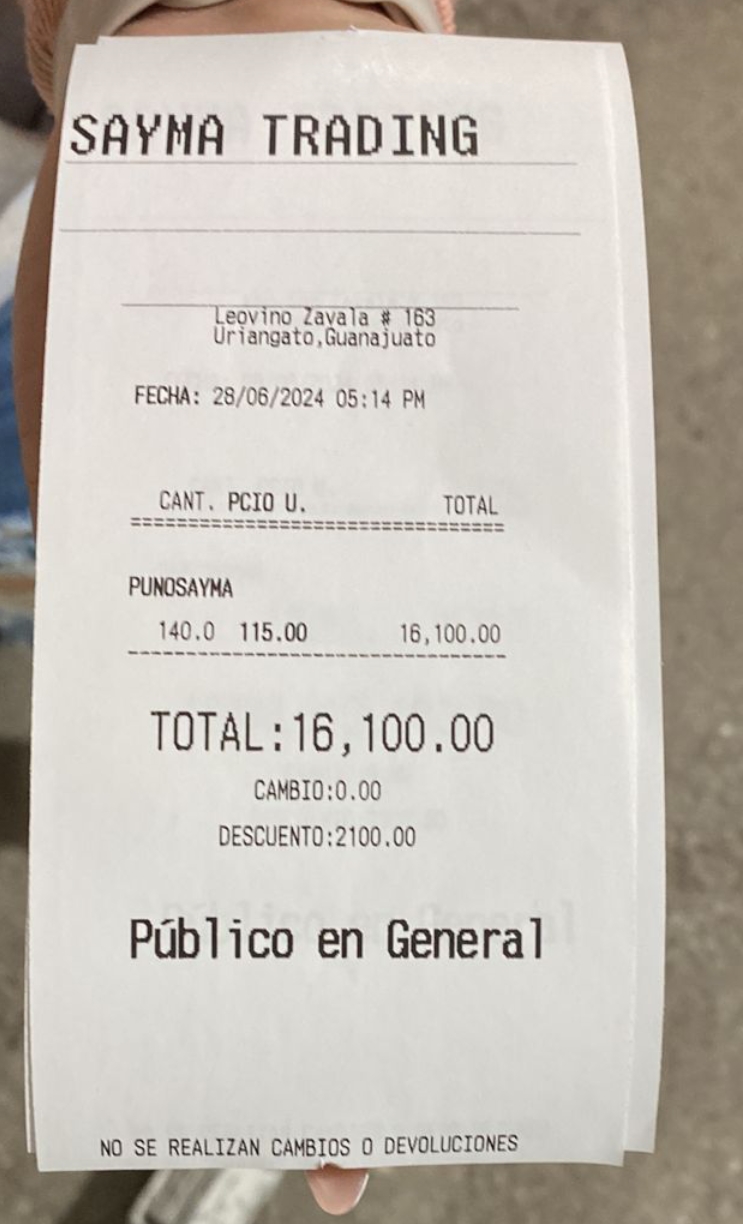 SAYMA TRADING
Leovino Zavala # 163
Uriangato,Guanajuato
FECHA: 28/06/2024 05:14 PM
CANT. PCIO U. TOTAL
================================
PUNOSAYMA
140.0 115.00 16,100.00
--------------------------------
TOTAL:16,100.00
CAMBIO:0.00
DESCUENTO:2100.00
Público en General
NO SE REALIZAN CAMBIOS O DEVOLUCIONES